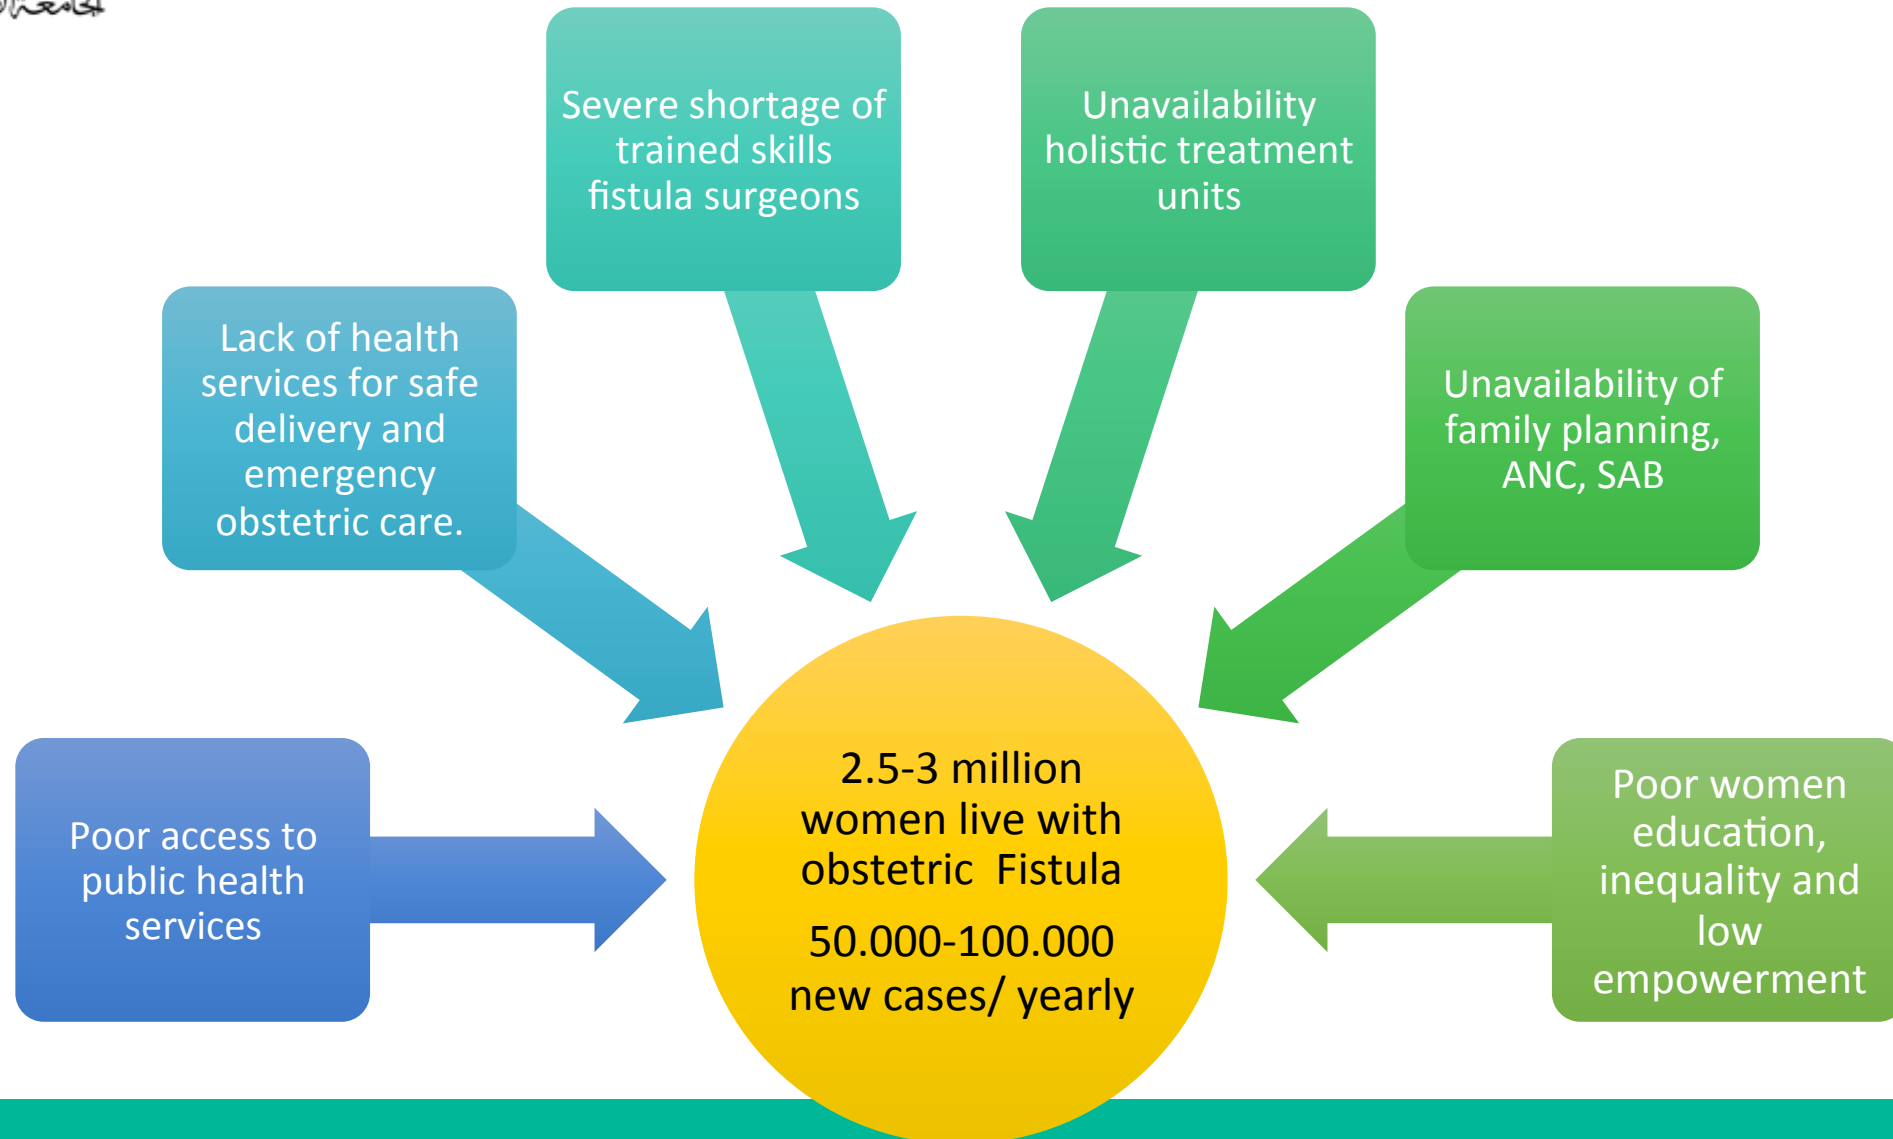 Severe shortage of
trained skills
fistula surgeons
Unavailability
holistic treatment
units
Lack of health
services for safe
delivery and
emergency
obstetric care.
Unavailability of
family planning,
ANC, SAB
Poor access to
public health
services
2.5-3 million
women live with
obstetric  Fistula
50.000-100.000
new cases/ yearly
Poor women
education,
inequality and
low
empowerment